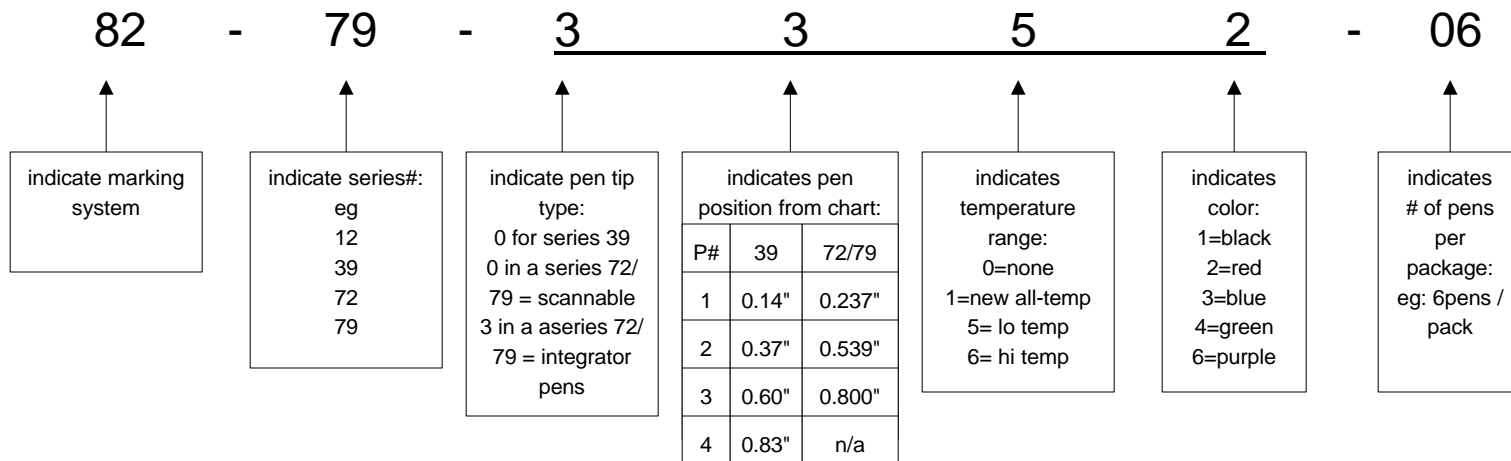 82 - 79 - 3 3 5 2 - 06
indicate marking
system
indicate series#:
eg
12
39
72
79
indicate pen tip
type:
0 for series 39
0 in a series 72/
79 = scannable
3 in a aseries 72/
79 = integrator
pens
indicates pen
position from chart:
P# 39 72/79
1 0.14" 0.237"
2 0.37" 0.539"
3 0.60" 0.800"
4 0.83" n/a
indicates
temperature
range:
0=none
1=new all-temp
5= lo temp
6= hi temp
indicates
color:
1=black
2=red
3=blue
4=green
6=purple
indicates
# of pens
per
package:
eg: 6pens /
pack